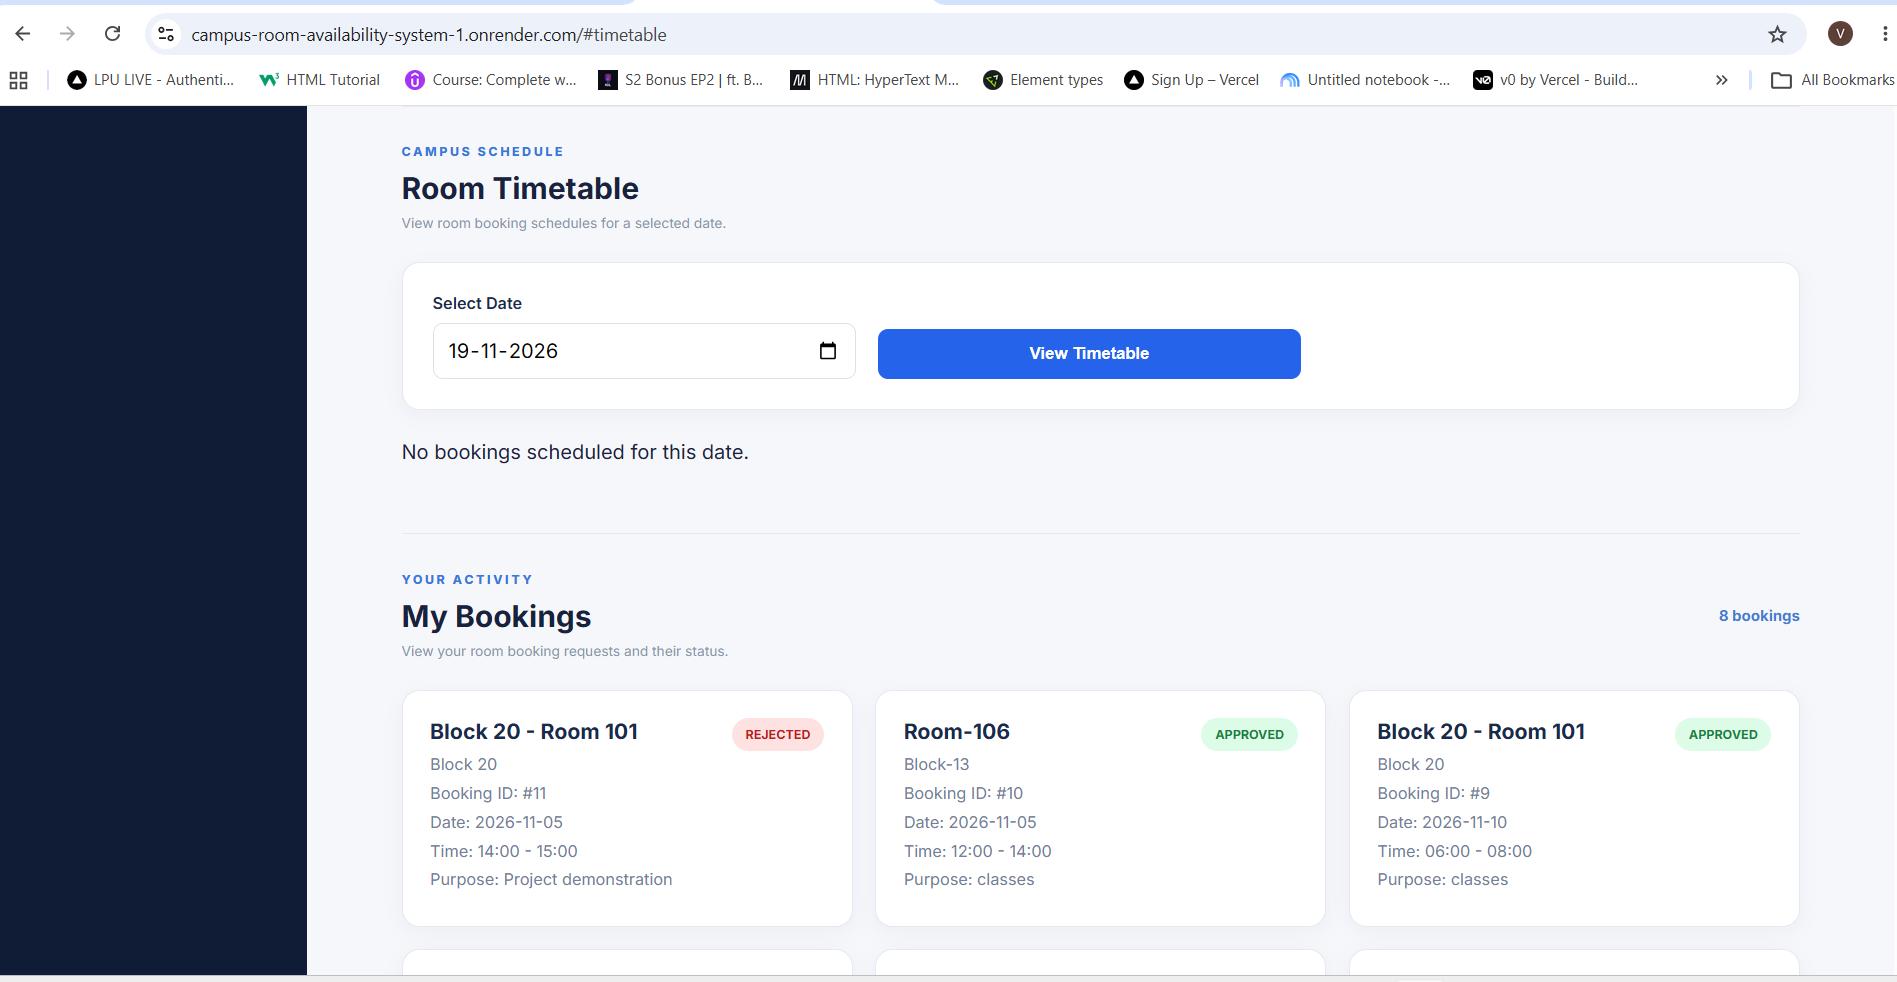 campus-room-availability-system-1.onrender.com/#timetable
V
LPU LIVE - Authenti...
HTML Tutorial
Course: Complete w...
S2 Bonus EP2 | ft. B...
HTML: HyperText M...
Element types
Sign Up – Vercel
Untitled notebook -...
v0 by Vercel - Build...
All Bookmarks
CAMPUS SCHEDULE
Room Timetable
View room booking schedules for a selected date.
Select Date
19-11-2026
View Timetable
No bookings scheduled for this date.
YOUR ACTIVITY
My Bookings
8 bookings
View your room booking requests and their status.
Block 20 - Room 101
REJECTED
Block 20
Booking ID: #11
Date: 2026-11-05
Time: 14:00 - 15:00
Purpose: Project demonstration
Room-106
APPROVED
Block-13
Booking ID: #10
Date: 2026-11-05
Time: 12:00 - 14:00
Purpose: classes
Block 20 - Room 101
APPROVED
Block 20
Booking ID: #9
Date: 2026-11-10
Time: 06:00 - 08:00
Purpose: classes